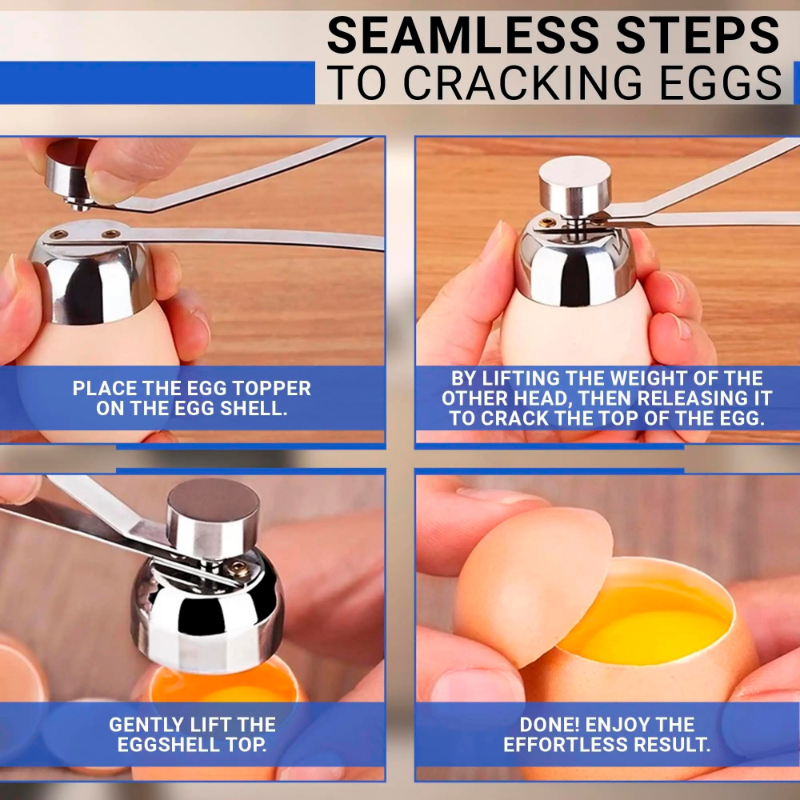 SEAMLESS STEPS
TO CRACKING EGGS
PLACE THE EGG TOPPER
ON THE EGG SHELL.
BY LIFTING THE WEIGHT OF THE
OTHER HEAD, THEN RELEASING IT
TO CRACK THE TOP OF THE EGG.
GENTLY LIFT THE
EGGSHELL TOP.
DONE! ENJOY THE
EFFORTLESS RESULT.